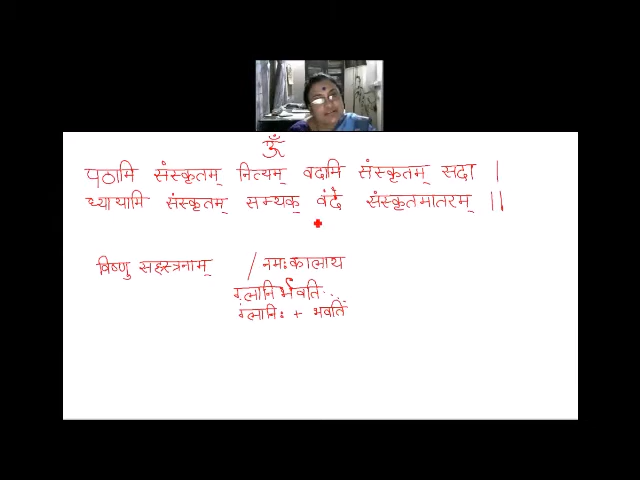 ॐ
पठामि संस्कृतम् नित्यम् वदामि संस्कृतम् सदा |
ध्यायामि संस्कृतम् सम्यक् वंदे संस्कृतमातरम् ||
विष्णु सहस्त्रनाम् / नमःकालाय
ग्लानिर्भवति...
ग्लानिः + भवति